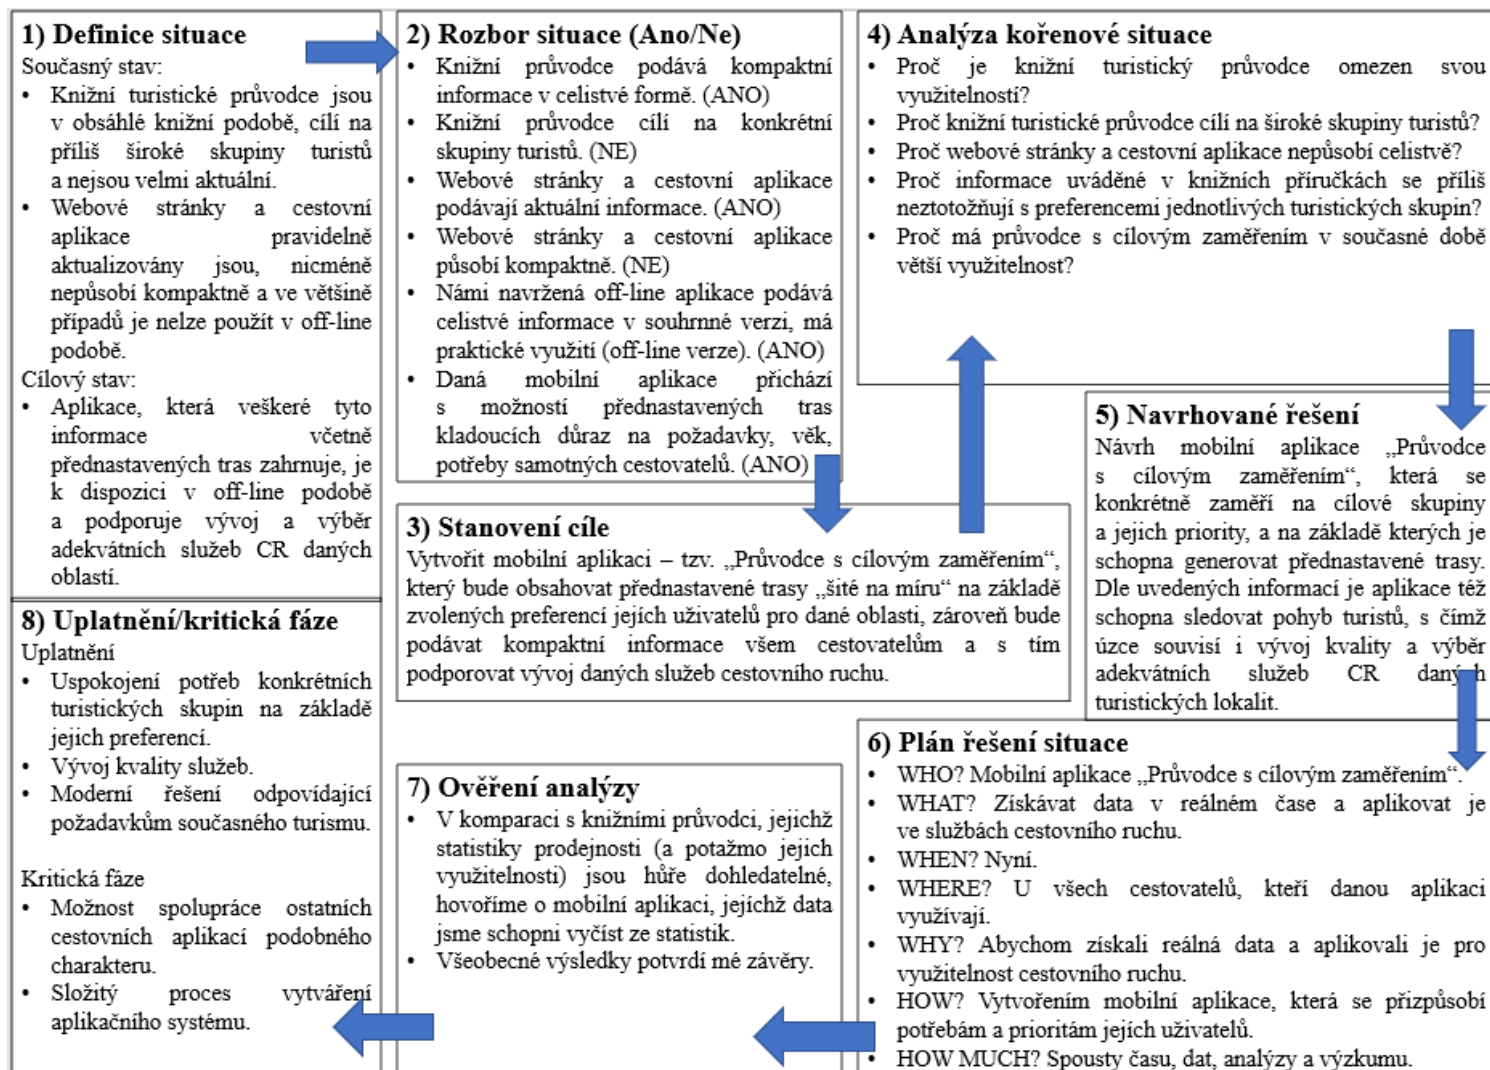 1) Definice situace
Současný stav:
• Knižní turistické průvodce jsou
v obsáhlé knižní podobě, cílí na
příliš široké skupiny turistů
a nejsou velmi aktuální.
• Webové stránky a cestovní
aplikace pravidelně
aktualizovány jsou, nicméně
nepůsobí kompaktně a ve většině
případů je nelze použít v off-line
podobě.
Cílový stav:
• Aplikace, která veškeré tyto
informace včetně
přednastavených tras zahrnuje, je
k dispozici v off-line podobě
a podporuje vývoj a výběr
adekvátních služeb CR daných
oblastí.
2) Rozbor situace (Ano/Ne)
• Knižní průvodce podává kompaktní
informace v celistvé formě. (ANO)
• Knižní průvodce cílí na konkrétní
skupiny turistů. (NE)
• Webové stránky a cestovní aplikace
podávají aktuální informace. (ANO)
• Webové stránky a cestovní aplikace
působí kompaktně. (NE)
• Námi navržená off-line aplikace podává
celistvé informace v souhrnné verzi, má
praktické využití (off-line verze). (ANO)
• Daná mobilní aplikace přichází
s možností přednastavených tras
kladoucích důraz na požadavky, věk,
potřeby samotných cestovatelů. (ANO)
3) Stanovení cíle
Vytvořit mobilní aplikaci – tzv. „Průvodce s cílovým zaměřením“,
který bude obsahovat přednastavené trasy „šité na míru“ na základě
zvolených preferencí jejích uživatelů pro dané oblasti, zároveň bude
podávat kompaktní informace všem cestovatelům a s tím
podporovat vývoj daných služeb cestovního ruchu.
4) Analýza kořenové situace
• Proč je knižní turistický průvodce omezen svou
využitelností?
• Proč knižní turistické průvodce cílí na široké skupiny turistů?
• Proč webové stránky a cestovní aplikace nepůsobí celistvě?
• Proč informace uváděné v knižních příručkách se příliš
neztotožňují s preferencemi jednotlivých turistických skupin?
• Proč má průvodce s cílovým zaměřením v současné době
větší využitelnost?
5) Navrhované řešení
Návrh mobilní aplikace „Průvodce
s cílovým zaměřením“, která se
konkrétně zaměří na cílové skupiny
a jejich priority, a na základě kterých je
schopna generovat přednastavené trasy.
Dle uvedených informací je aplikace též
schopna sledovat pohyb turistů, s čímž
úzce souvisí i vývoj kvality a výběr
adekvátních služeb CR daných
turistických lokalit.
6) Plán řešení situace
• WHO? Mobilní aplikace „Průvodce s cílovým zaměřením“.
• WHAT? Získávat data v reálném čase a aplikovat je
ve službách cestovního ruchu.
• WHEN? Nyní.
• WHERE? U všech cestovatelů, kteří danou aplikaci
využívají.
• WHY? Abychom získali reálná data a aplikovali je pro
využitelnost cestovního ruchu.
• HOW? Vytvořením mobilní aplikace, která se přizpůsobí
potřebám a prioritám jejích uživatelů.
• HOW MUCH? Spousty času, dat, analýzy a výzkumu.
7) Ověření analýzy
• V komparaci s knižními průvodci, jejichž
statistiky prodejnosti (a potažmo jejich
využitelnosti) jsou hůře dohledatelné,
hovoříme o mobilní aplikaci, jejíchž data
jsme schopni vyčíst ze statistik.
• Všeobecné výsledky potvrdí mé závěry.
8) Uplatnění/kritická fáze
Uplatnění
• Uspokojení potřeb konkrétních
turistických skupin na základě
jejich preferencí.
• Vývoj kvality služeb.
• Moderní řešení odpovídající
požadavkům současného turismu.
Kritická fáze
• Možnost spolupráce ostatních
cestovních aplikací podobného
charakteru.
• Složitý proces vytváření
aplikačního systému.